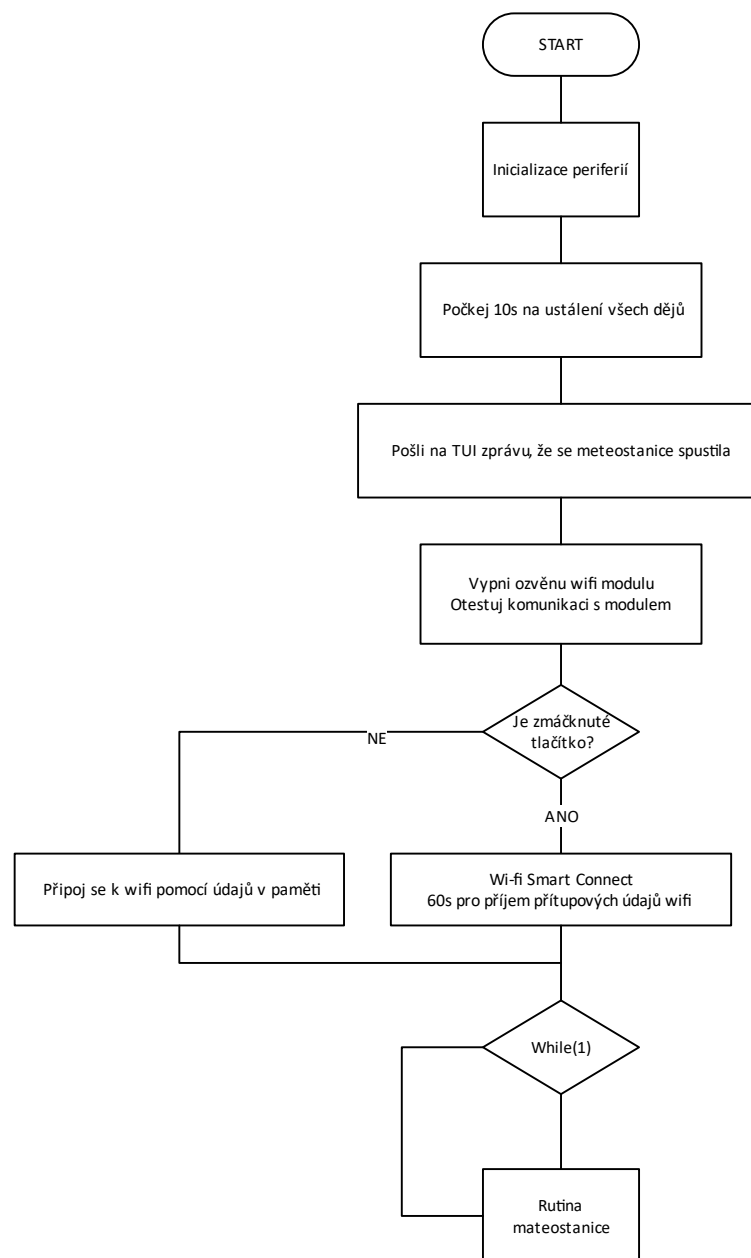 START
Inicializace periferií
Počkej 10s na ustálení všech dějů
Pošli na TUI zprávu, že se meteostanice spustila
Vypni ozvěnu wifi modulu
Otestuj komunikaci s modulem
Je zmáčknuté
tlačítko?
NE
ANO
Připoj se k wifi pomocí údajů v paměti
Wi-fi Smart Connect
60s pro příjem přítupových údajů wifi
While(1)
Rutina
mateostanice